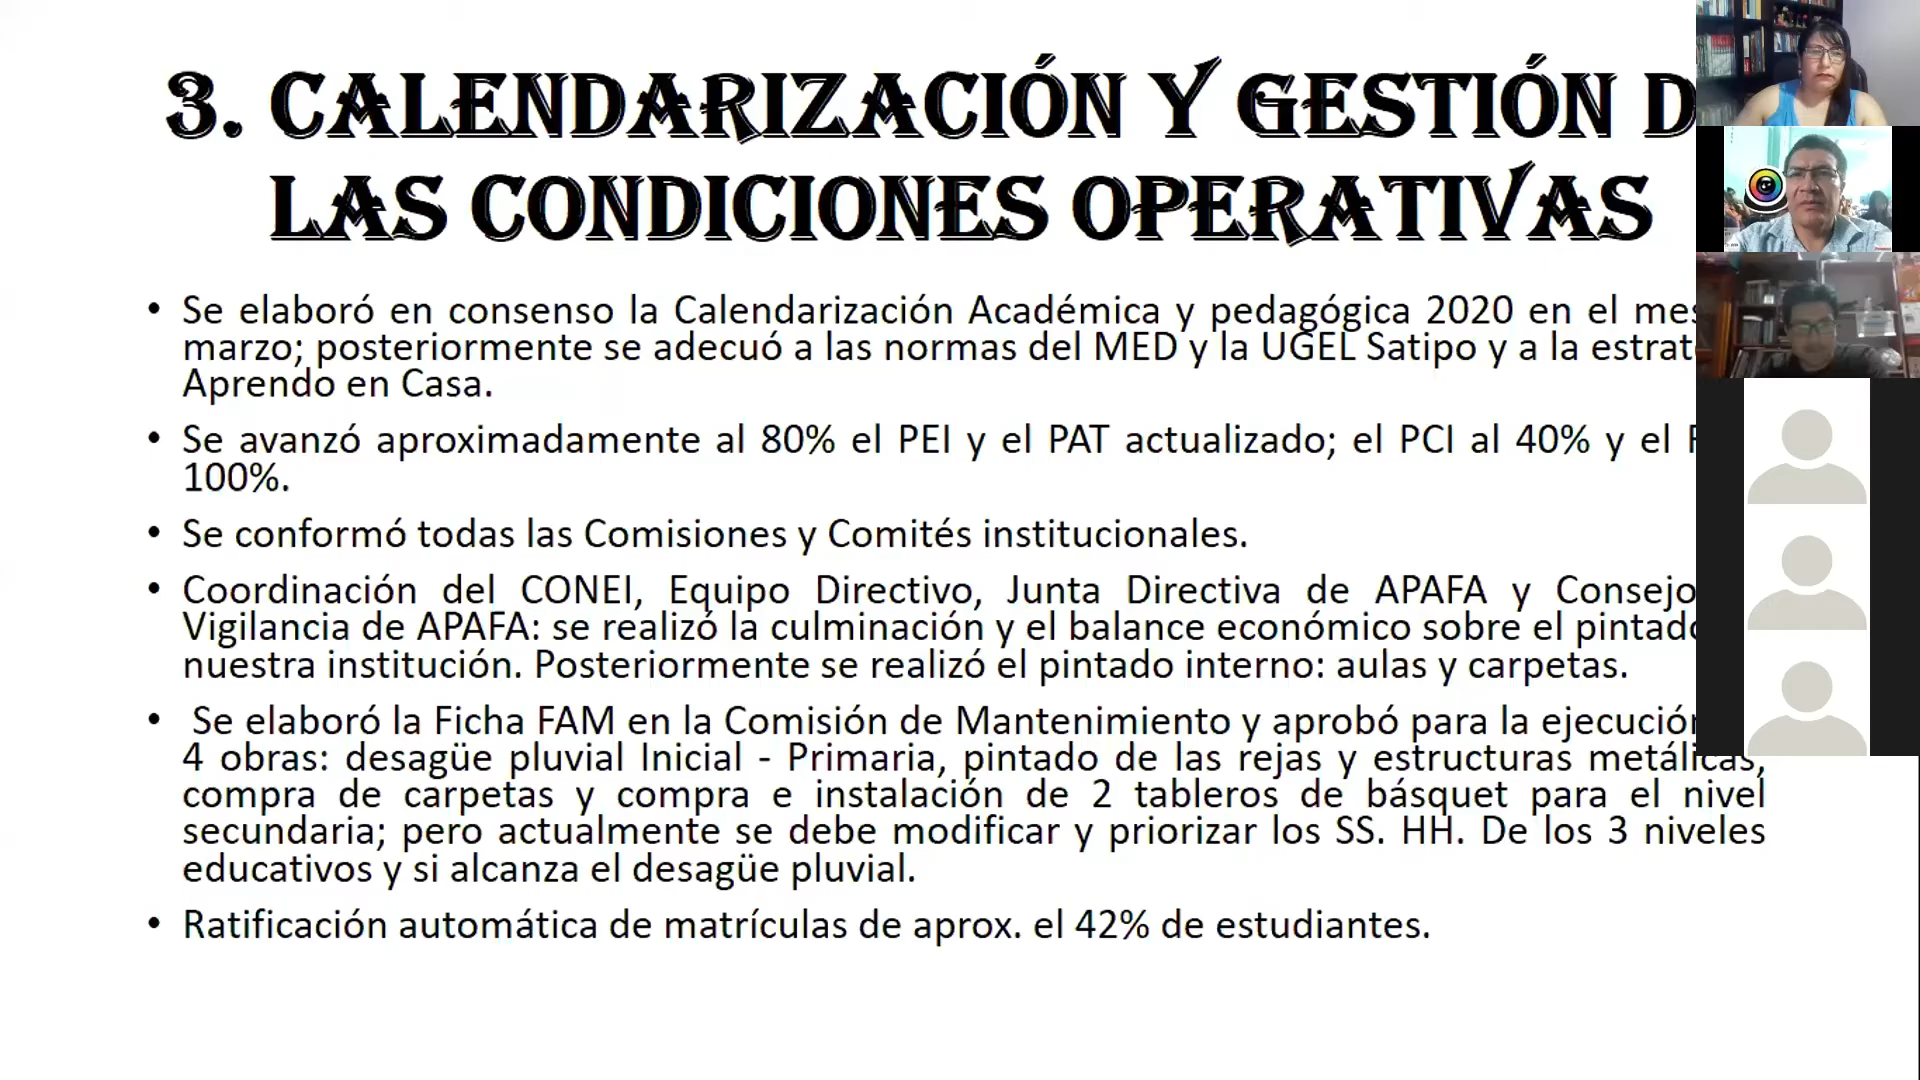 3. CALENDARIZACIÓN Y GESTIÓN
LAS CONDICIONES OPERATIVAS
• Se elaboró en consenso la Calendarización Académica y pedagógica 2020 en el
marzo; posteriormente se adecuó a las normas del MED y la UGEL Satipo y a la
Aprendo en Casa.
• Se avanzó aproximadamente al 80% el PEI y el PAT actualizado; el PCI al 40% y el
100%.
• Se conformó todas las Comisiones y Comités institucionales.
• Coordinación del CONEI, Equipo Directivo, Junta Directiva de APAFA y Consejo
Vigilancia de APAFA: se realizó la culminación y el balance económico sobre el pintado
nuestra institución. Posteriormente se realizó el pintado interno: aulas y carpetas.
• Se elaboró la Ficha FAM en la Comisión de Mantenimiento y aprobó para la ejecución
4 obras: desagüe pluvial Inicial - Primaria, pintado de las rejas y estructuras metálicas,
compra de carpetas y compra e instalación de 2 tableros de básquet para el nivel
secundaria; pero actualmente se debe modificar y priorizar los SS. HH. De los 3 niveles
educativos y si alcanza el desagüe pluvial.
• Ratificación automática de matrículas de aprox. el 42% de estudiantes.